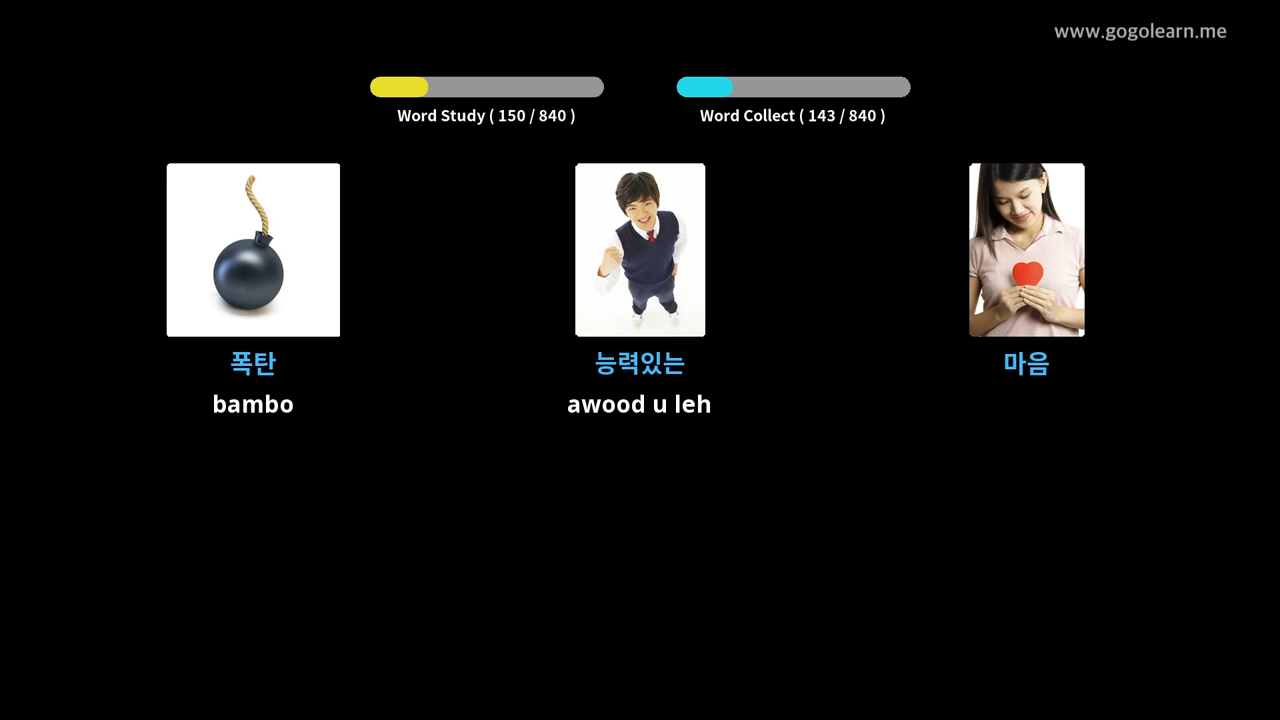 www.gogolearn.me
Word Study ( 150 / 840 )
Word Collect ( 143 / 840 )
폭탄
능력있는
마음
bambo
awood u leh